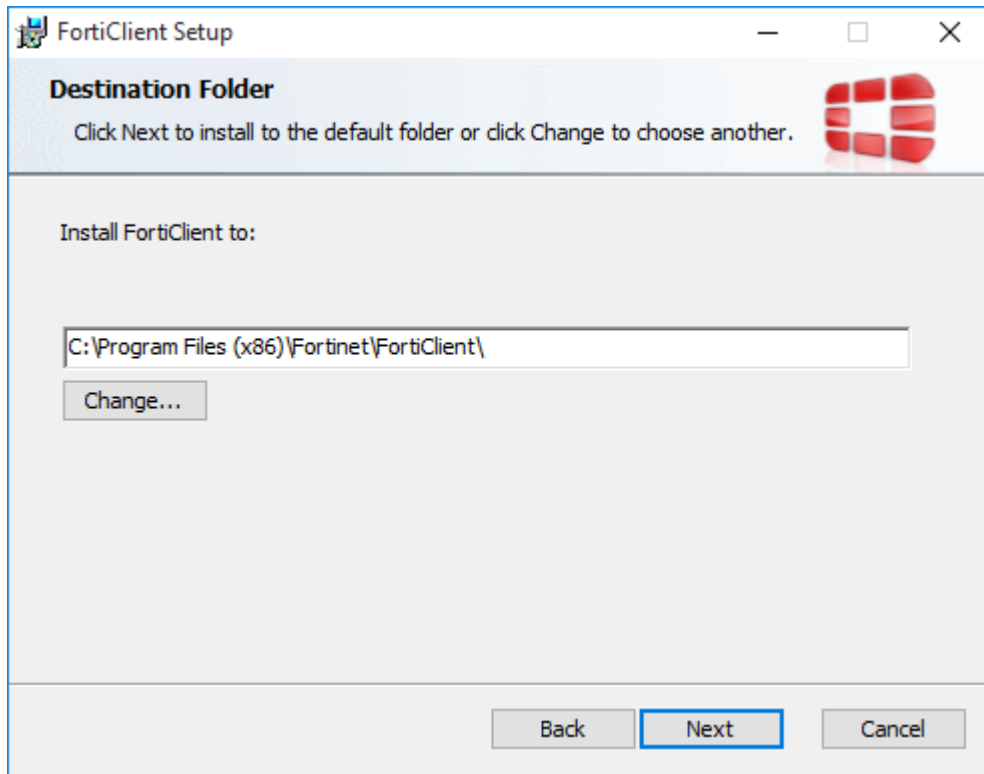 FortiClient Setup
Destination Folder
Click Next to install to the default folder or click Change to choose another.
Install FortiClient to:
C:\Program Files (x86)\Fortinet\FortiClient\
Change...
Back Next Cancel